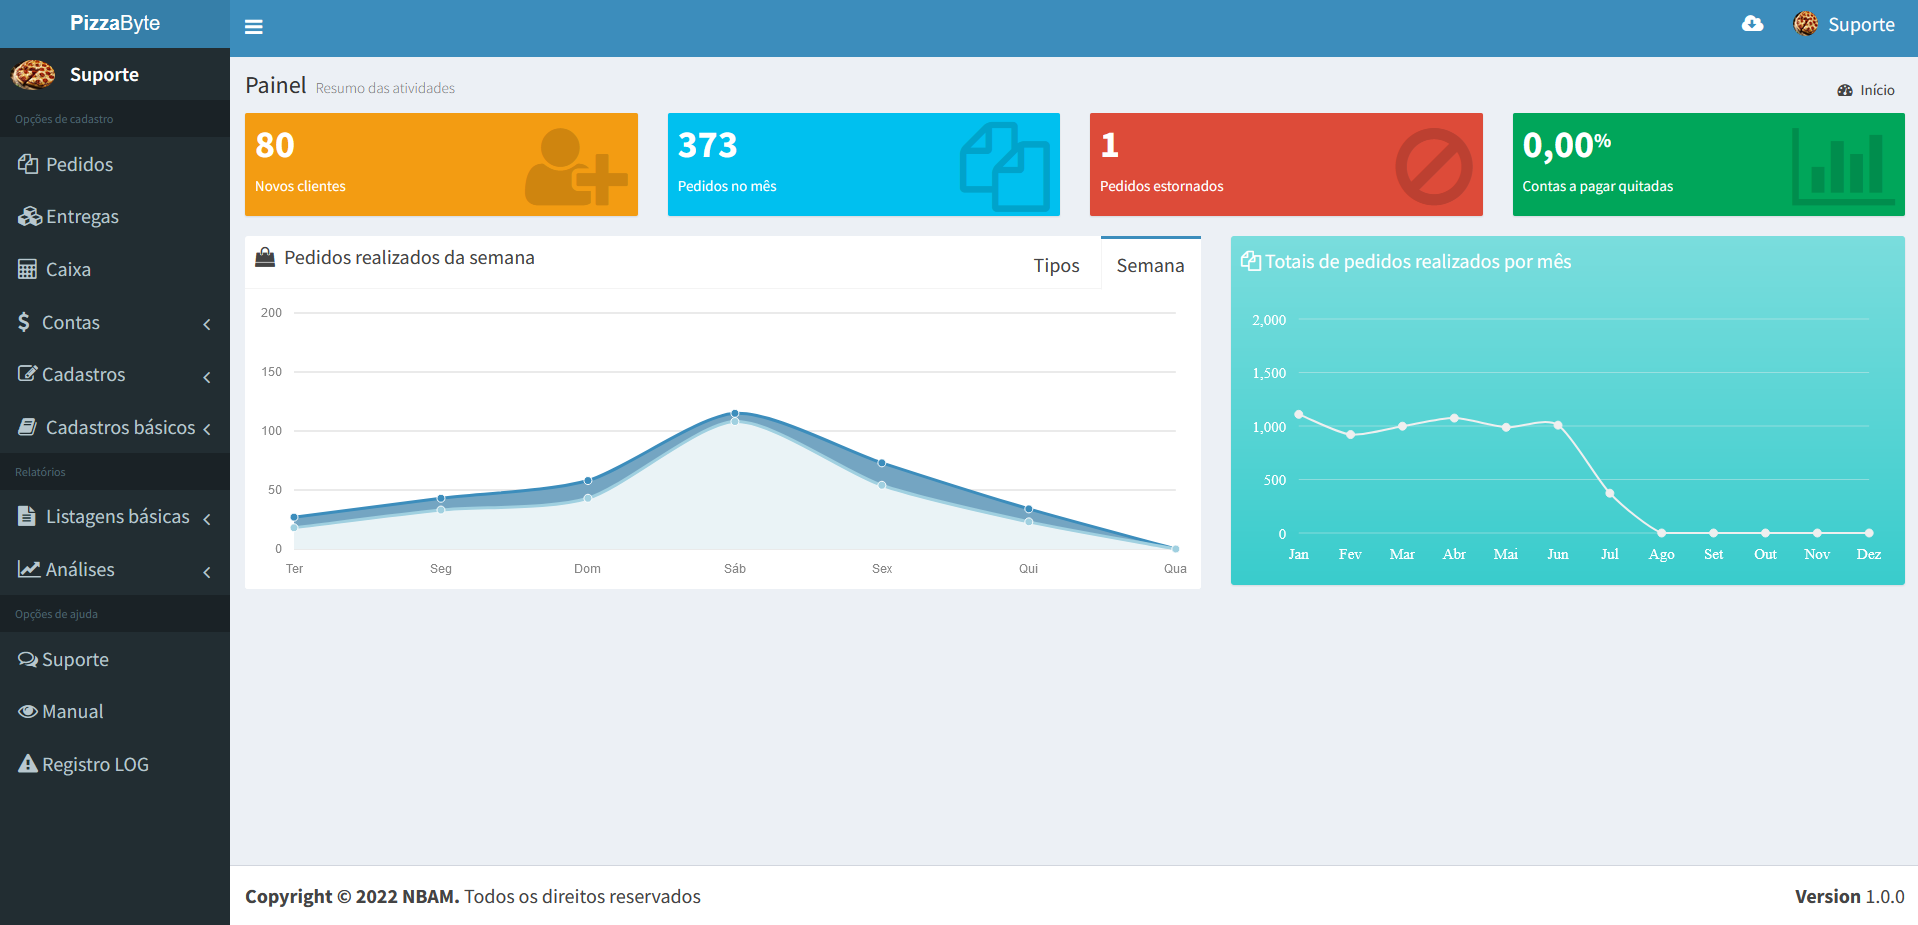 PizzaByte
Suporte
Suporte
Opções de cadastro
Pedidos
Entregas
Caixa
Contas
Cadastros
Cadastros básicos
Relatórios
Listagens básicas
Análises
Opções de ajuda
Suporte
Manual
Registro LOG
Painel Resumo das atividades
Início
80
Novos clientes
373
Pedidos no mês
1
Pedidos estornados
0,00%
Contas a pagar quitadas
Pedidos realizados da semana
Tipos
Semana
200
150
100
50
0
Ter Seg Dom Sáb Sex Qui Qua
Totais de pedidos realizados por mês
2,000
1,500
1,000
500
0
Jan Fev Mar Abr Mai Jun Jul Ago Set Out Nov Dez
Copyright © 2022 NBAM. Todos os direitos reservados
Version 1.0.0